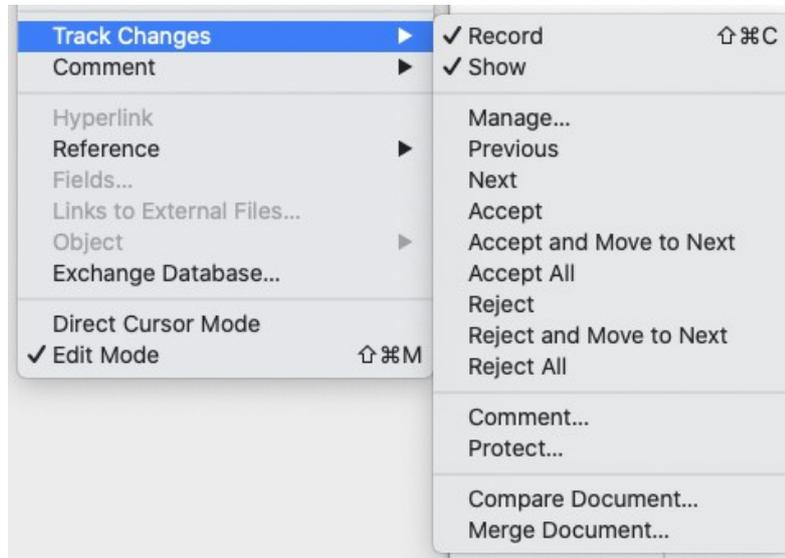 Track Changes
Comment
Hyperlink
Reference
Fields...
Links to External Files...
Object
Exchange Database...
Direct Cursor Mode
✓ Edit Mode ⇧⌘M
✓ Record ⇧⌘C
✓ Show
Manage...
Previous
Next
Accept
Accept and Move to Next
Accept All
Reject
Reject and Move to Next
Reject All
Comment...
Protect...
Compare Document...
Merge Document...